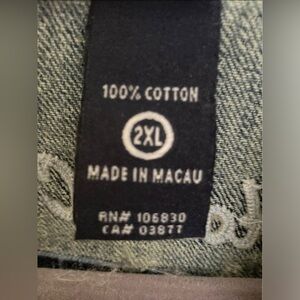 100% COTTON
2XL
MADE IN MACAU
RN# 106830
CA# 03877